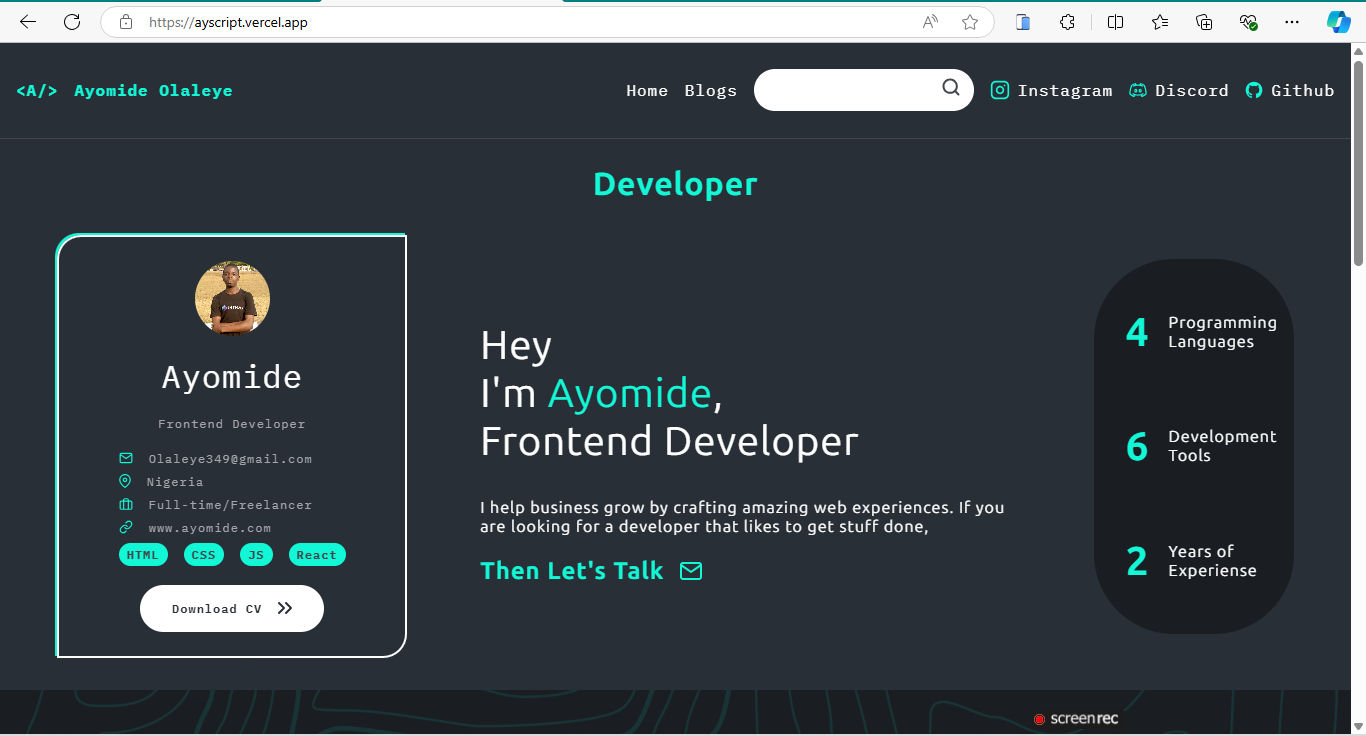 https://ayscript.vercel.app
<A/> Ayomide Olaleye
Home Blogs Instagram Discord Github
Developer
Ayomide
Frontend Developer
Olaleye349@gmail.com
Nigeria
Full-time/Freelancer
www.ayomide.com
HTML CSS JS React
Download CV
Hey
I'm Ayomide,
Frontend Developer
I help business grow by crafting amazing web experiences. If you
are looking for a developer that likes to get stuff done,
Then Let's Talk
4 Programming
Languages
6 Development
Tools
2 Years of
Experiense
screenrec